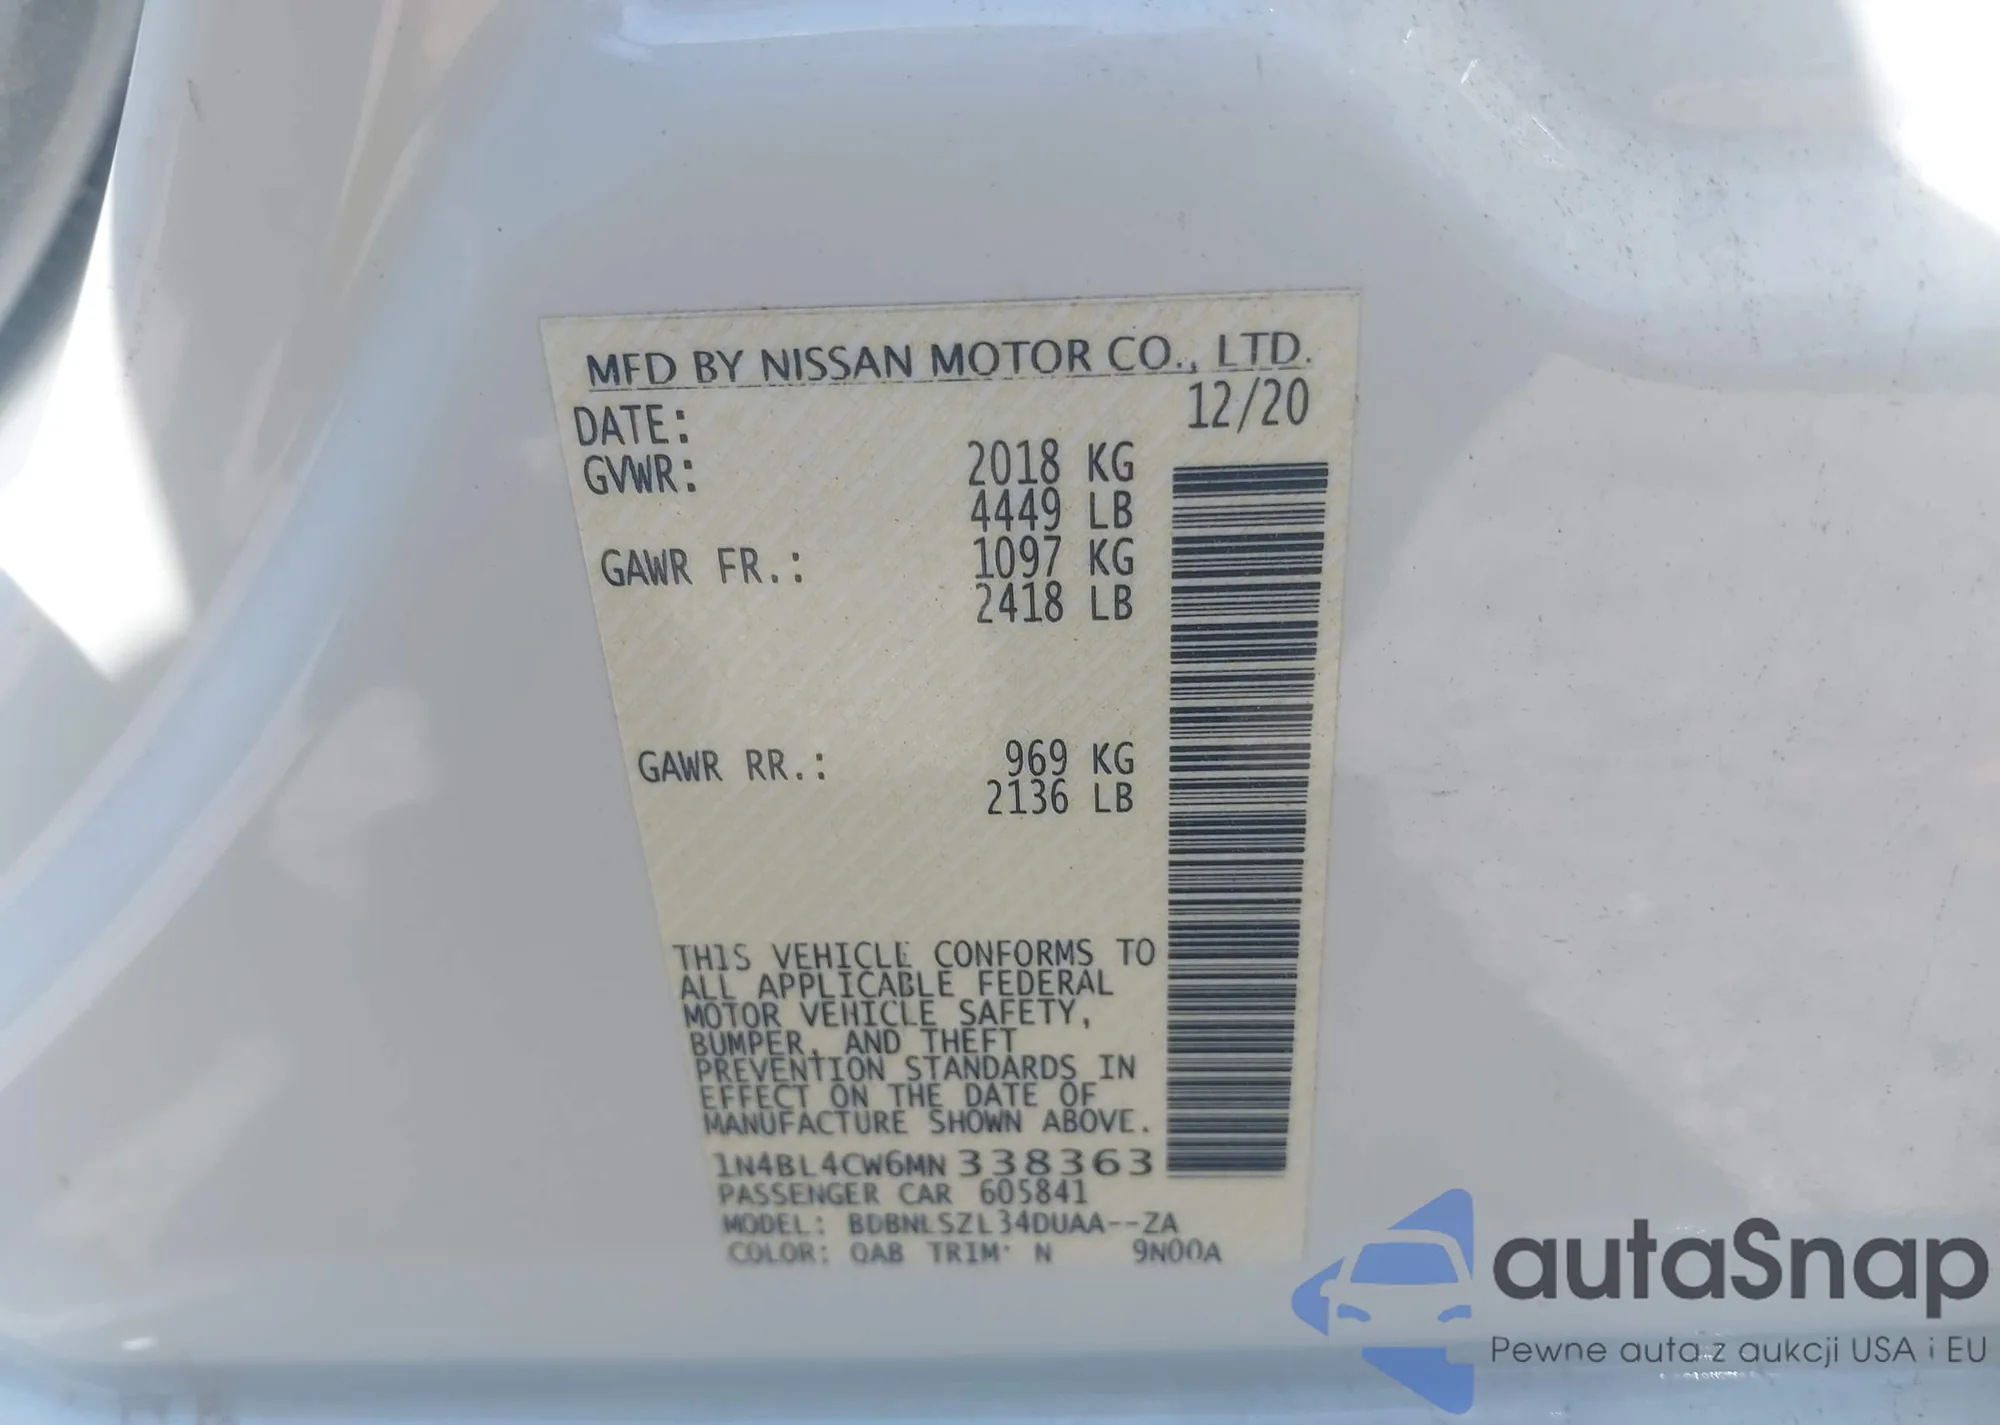 MFD BY NISSAN MOTOR CO., LTD.
DATE: 12/20
GVWR: 2018 KG
4449 LB
GAWR FR.: 1097 KG
2418 LB
GAWR RR.: 969 KG
2136 LB
THIS VEHICLE CONFORMS TO
ALL APPLICABLE FEDERAL
MOTOR VEHICLE SAFETY,
BUMPER, AND THEFT
PREVENTION STANDARDS IN
EFFECT ON THE DATE OF
MANUFACTURE SHOWN ABOVE.
1N4BL4CW6MN338363
PASSENGER CAR 605841
MODEL: BDBNLSZL34DUAA--ZA
COLOR: QAB TRIM: N 9N00A
autaSnap
Pewne auta z aukcji USA i EU